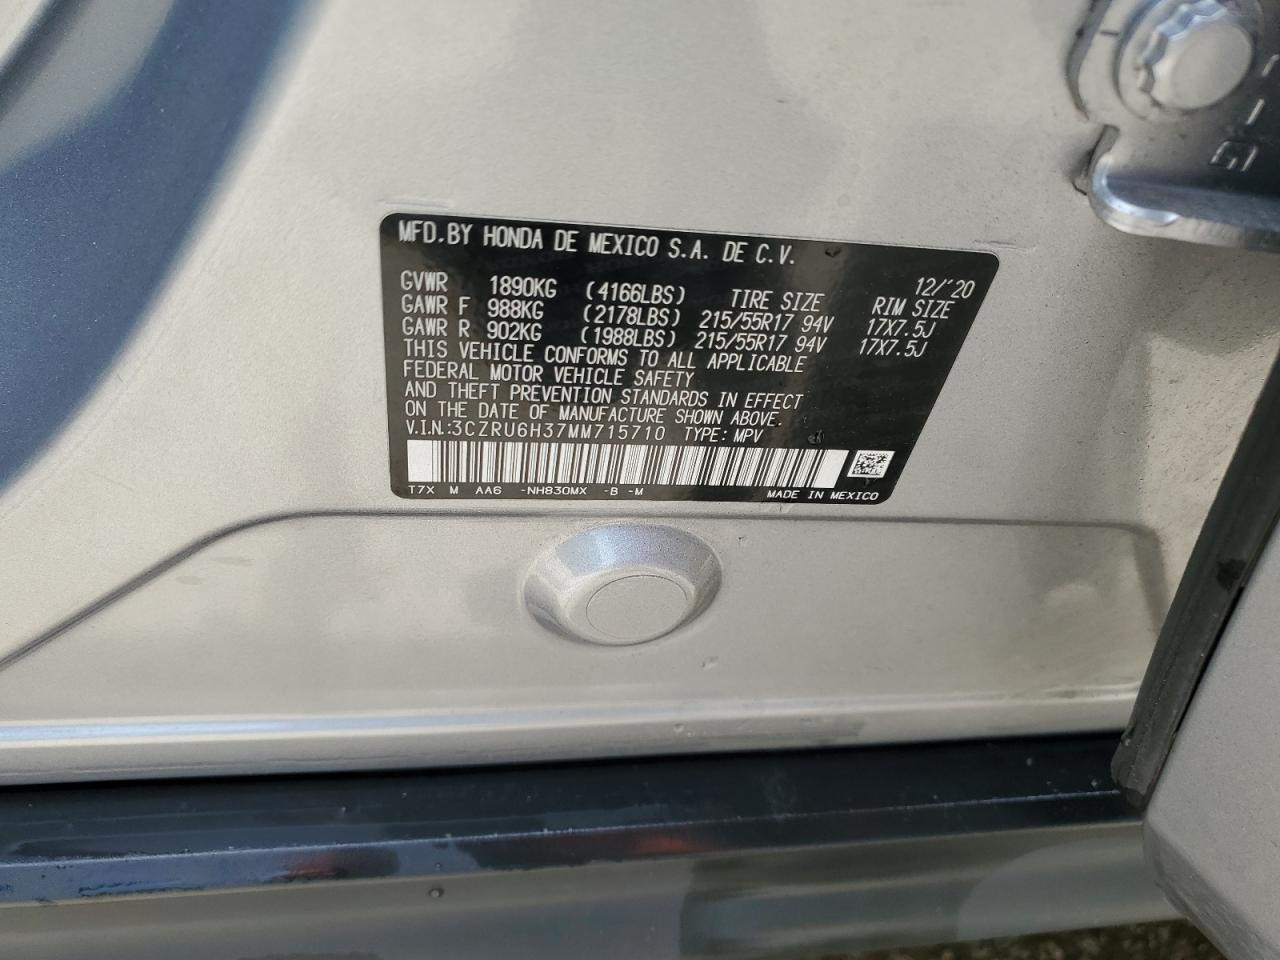 MFD.BY HONDA DE MEXICO S.A. DE C.V.
12/'20
GVWR 1890KG (4166LBS) TIRE SIZE RIM SIZE
GAWR F 988KG (2178LBS) 215/55R17 94V 17X7.5J
GAWR R 902KG (1988LBS) 215/55R17 94V 17X7.5J
THIS VEHICLE CONFORMS TO ALL APPLICABLE
FEDERAL MOTOR VEHICLE SAFETY
AND THEFT PREVENTION STANDARDS IN EFFECT
ON THE DATE OF MANUFACTURE SHOWN ABOVE.
V.I.N.:3CZRU6H37MM715710 TYPE: MPV
T7X M AA6 -NH830MX -B -M MADE IN MEXICO